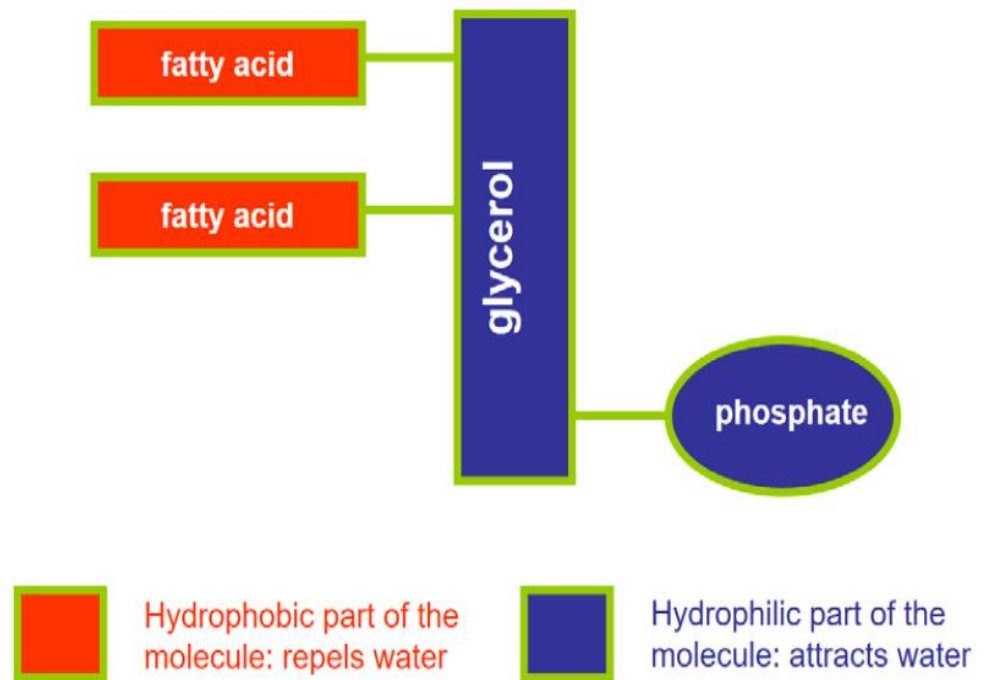 fatty acid
fatty acid
glycerol
phosphate
Hydrophobic part of the
molecule: repels water
Hydrophilic part of the
molecule: attracts water